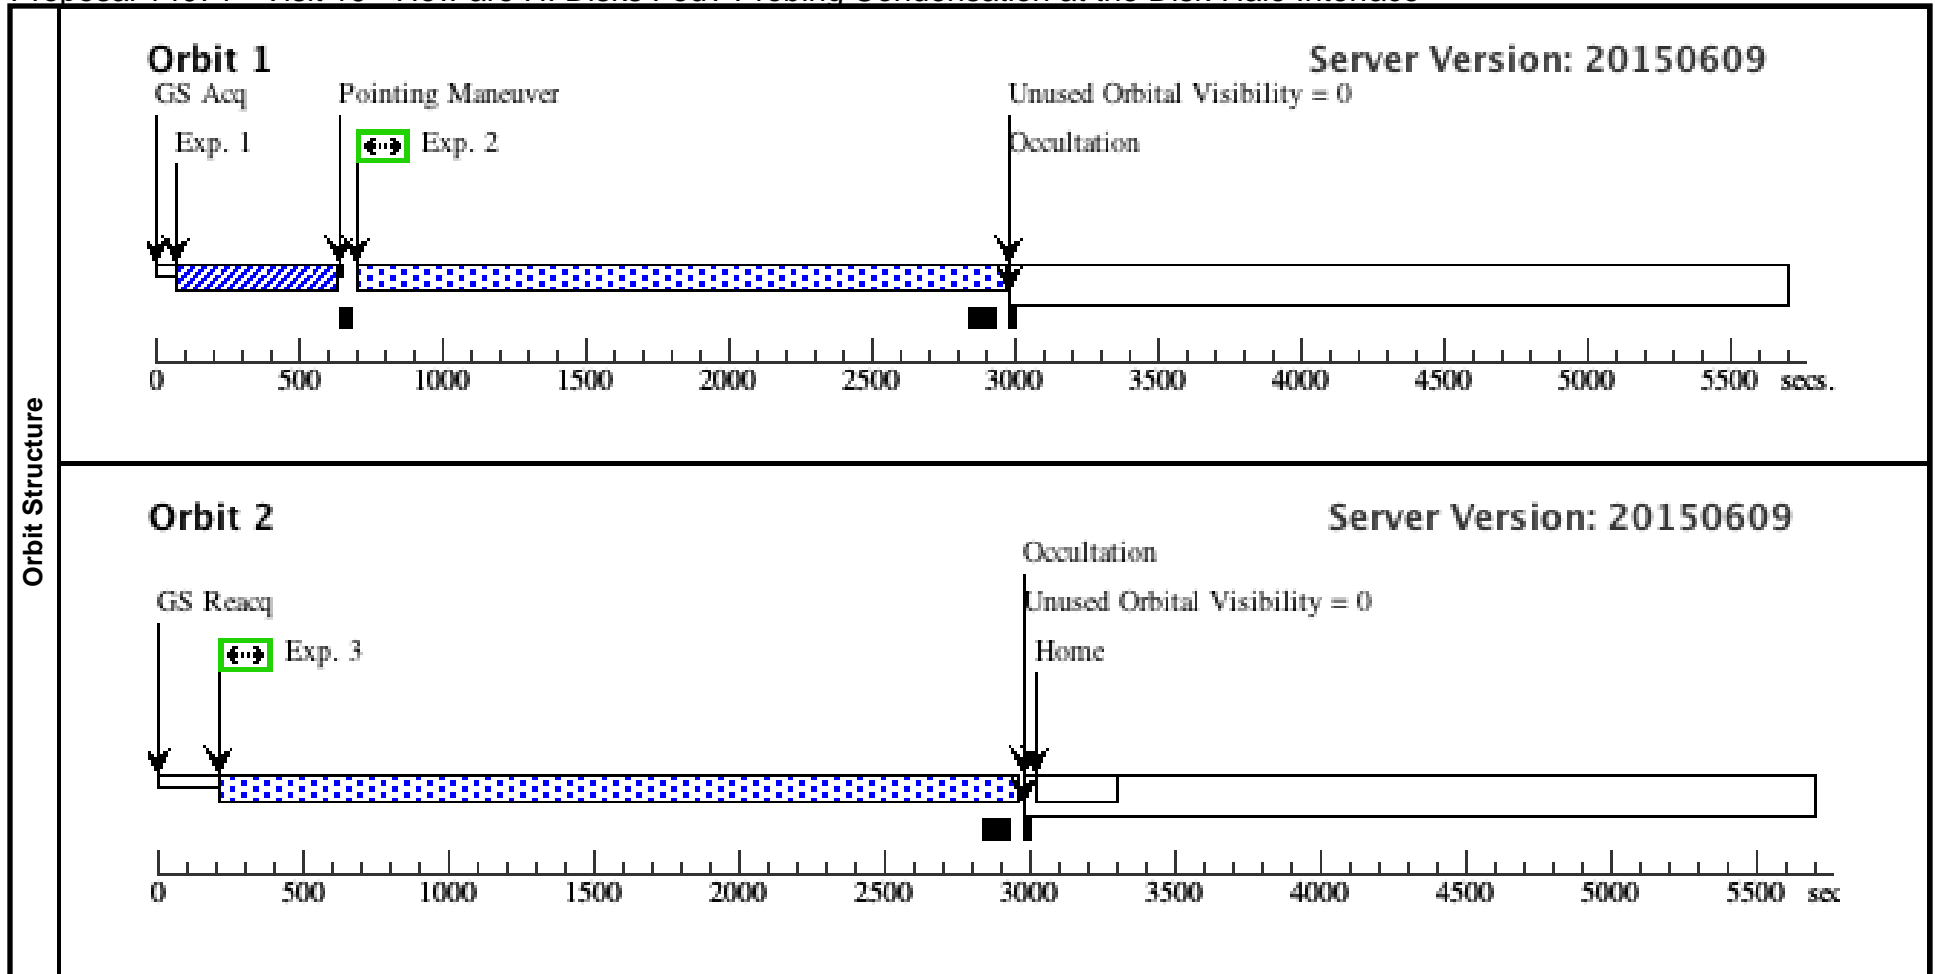 Orbit Structure
Orbit 1
Server Version: 20150609
GS Acq
Pointing Maneuver
Unused Orbital Visibility = 0
Exp. 1
Exp. 2
Occultation
0 500 1000 1500 2000 2500 3000 3500 4000 4500 5000 5500 secs.
Orbit 2
Server Version: 20150609
Occultation
GS Reacq
Unused Orbital Visibility = 0
Exp. 3
Home
0 500 1000 1500 2000 2500 3000 3500 4000 4500 5000 5500 sec